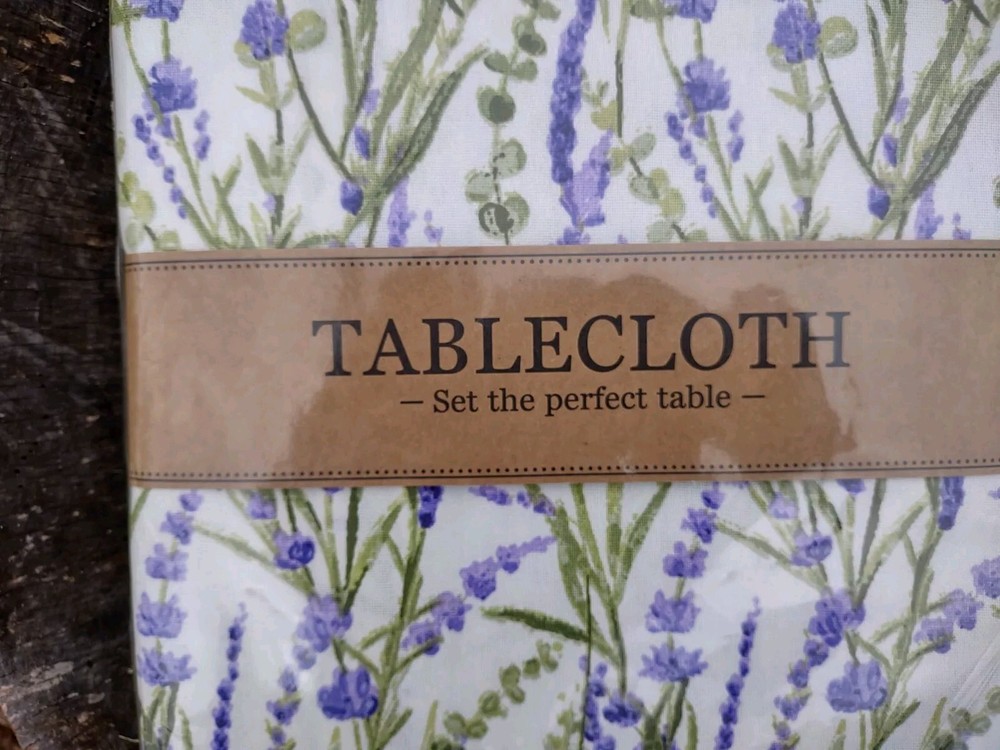 TABLECLOTH
— Set the perfect table —